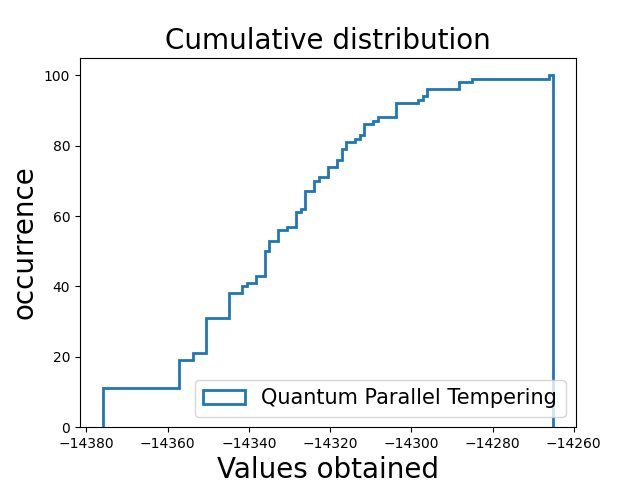 Cumulative distribution
100
80
60
40
20
0
occurrence
Quantum Parallel Tempering
−14380 −14360 −14340 −14320 −14300 −14280 −14260
Values obtained